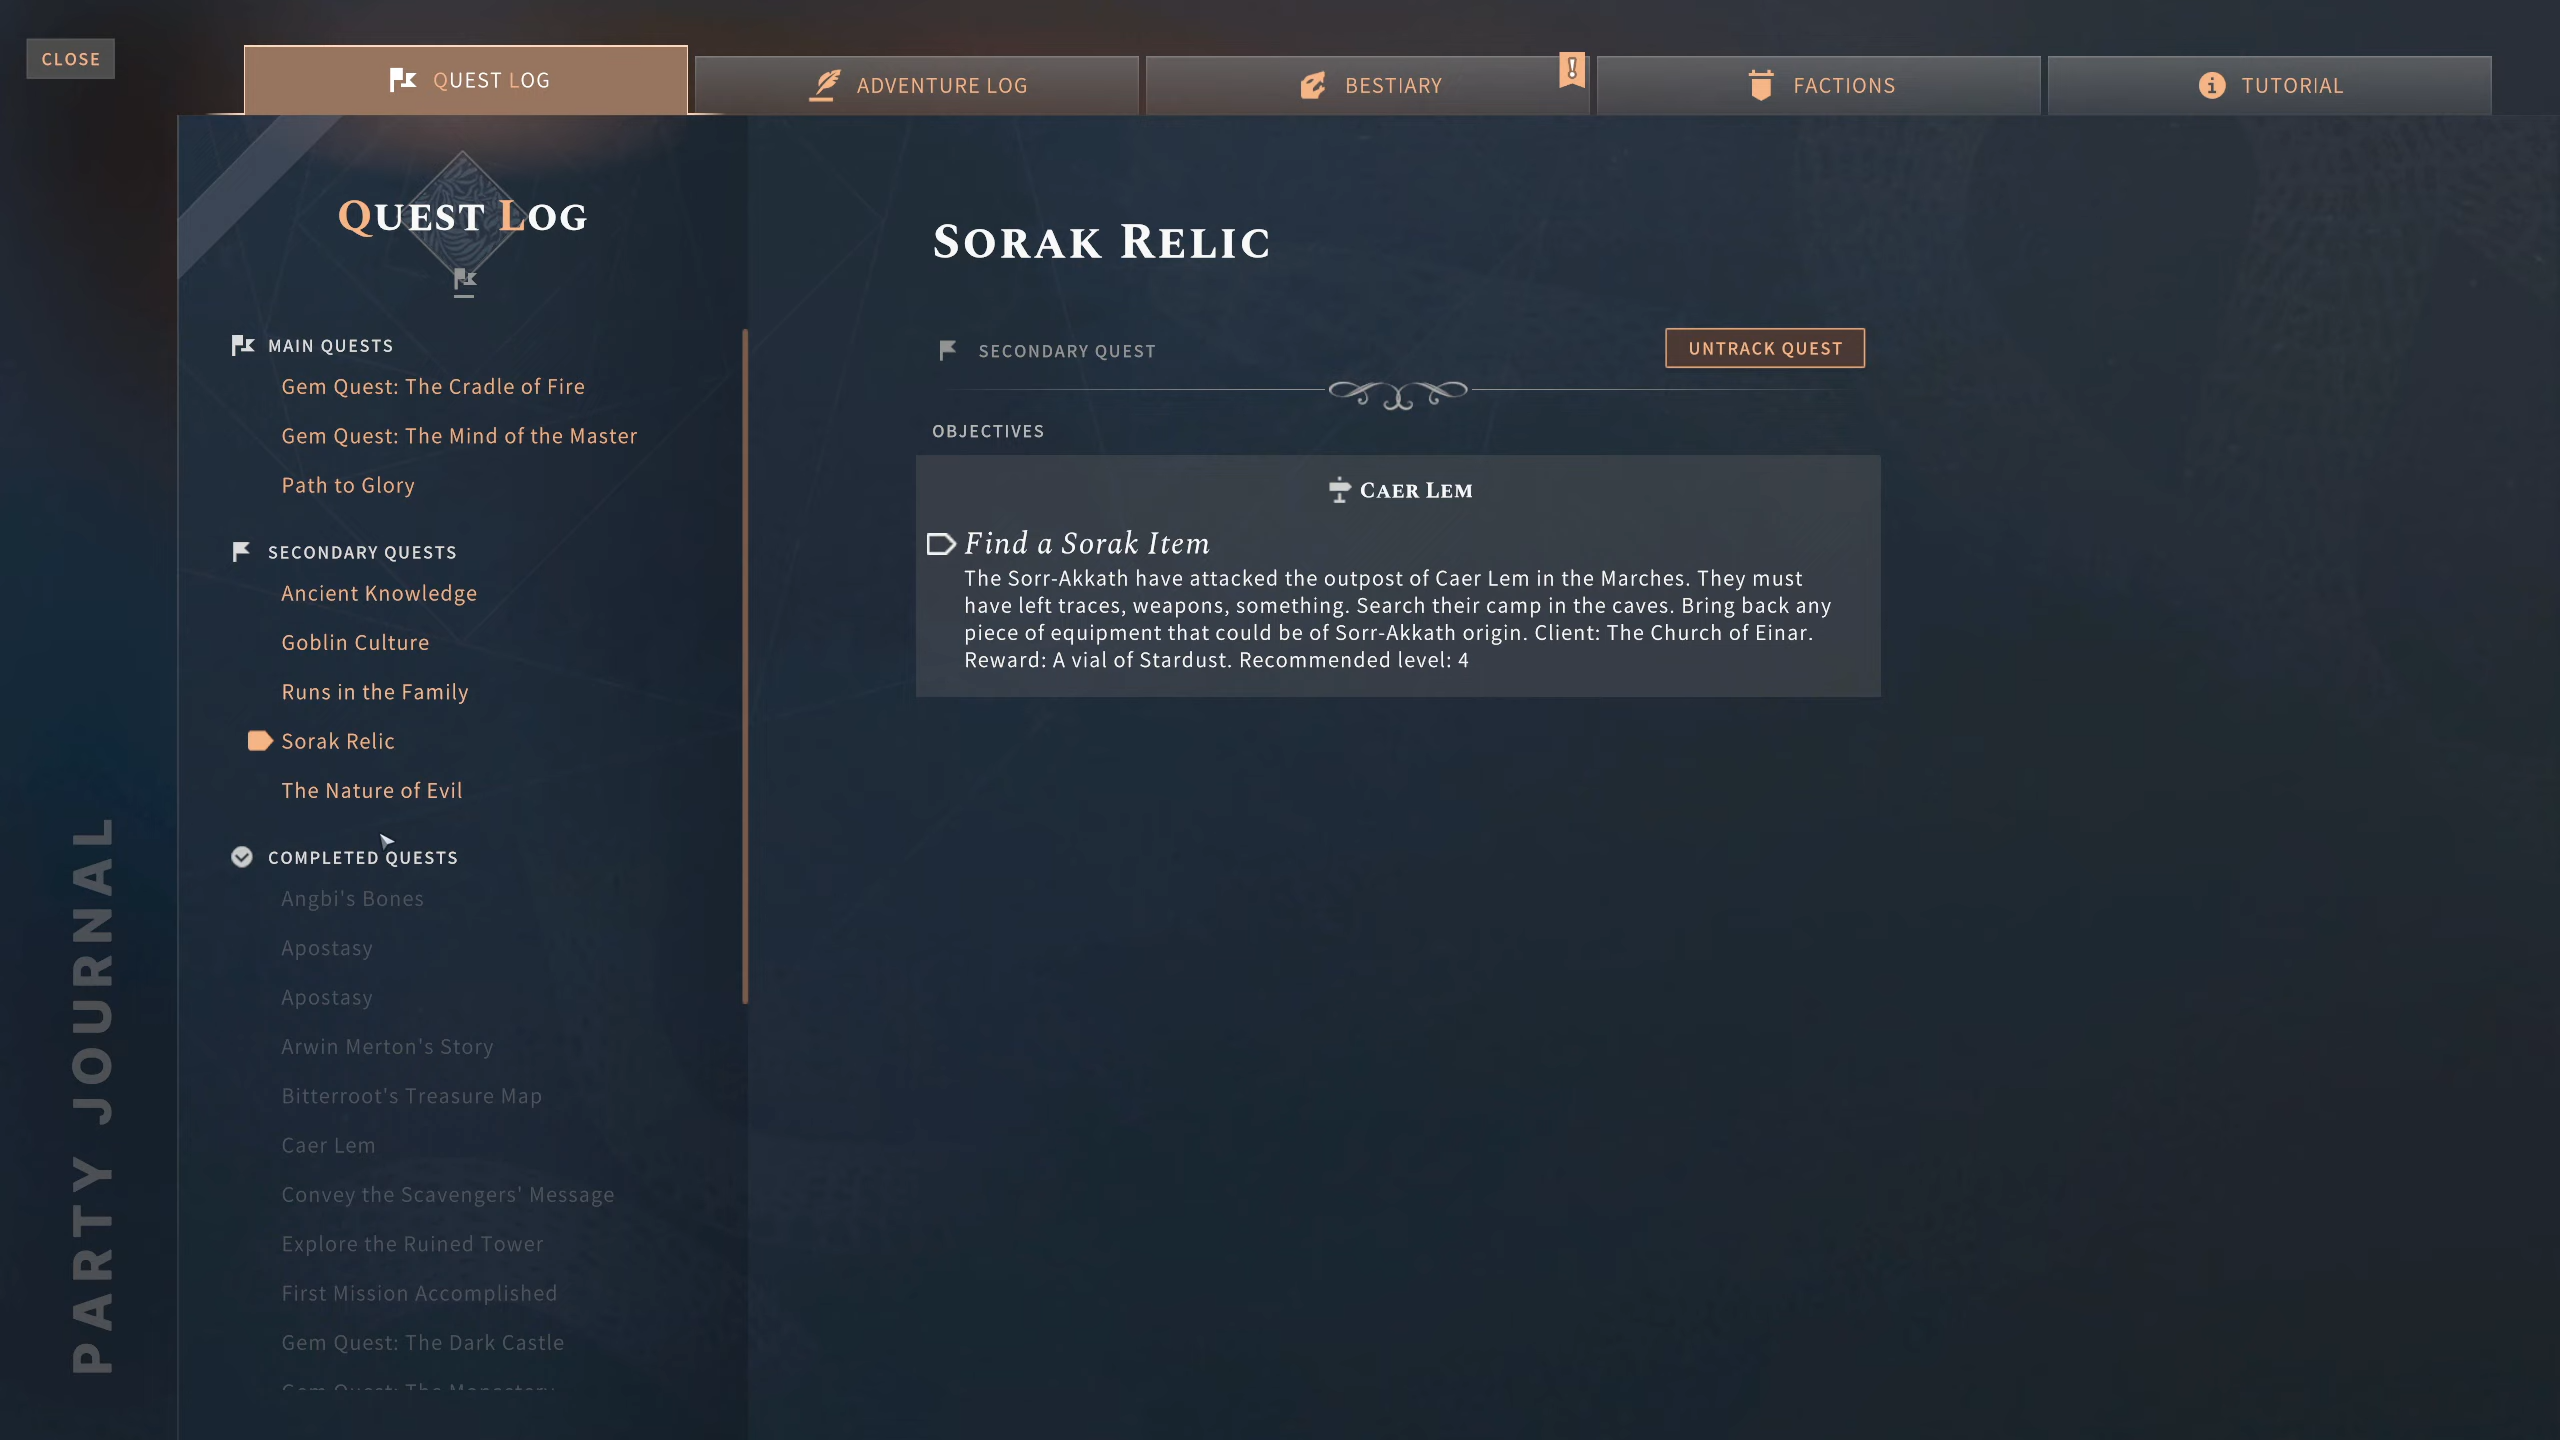 CLOSE
QUEST LOG
ADVENTURE LOG
BESTIARY
FACTIONS
TUTORIAL
PARTY JOURNAL
QUEST LOG
MAIN QUESTS
Gem Quest: The Cradle of Fire
Gem Quest: The Mind of the Master
Path to Glory
SECONDARY QUESTS
Ancient Knowledge
Goblin Culture
Runs in the Family
Sorak Relic
The Nature of Evil
COMPLETED QUESTS
Angbi's Bones
Apostasy
Apostasy
Arwin Merton's Story
Bitterroot's Treasure Map
Caer Lem
Convey the Scavengers' Message
Explore the Ruined Tower
First Mission Accomplished
Gem Quest: The Dark Castle
Gem Quest: The Monastery
SORAK RELIC
SECONDARY QUEST
UNTRACK QUEST
OBJECTIVES
CAER LEM
Find a Sorak Item
The Sorr-Akkath have attacked the outpost of Caer Lem in the Marches. They must
have left traces, weapons, something. Search their camp in the caves. Bring back any
piece of equipment that could be of Sorr-Akkath origin. Client: The Church of Einar.
Reward: A vial of Stardust. Recommended level: 4